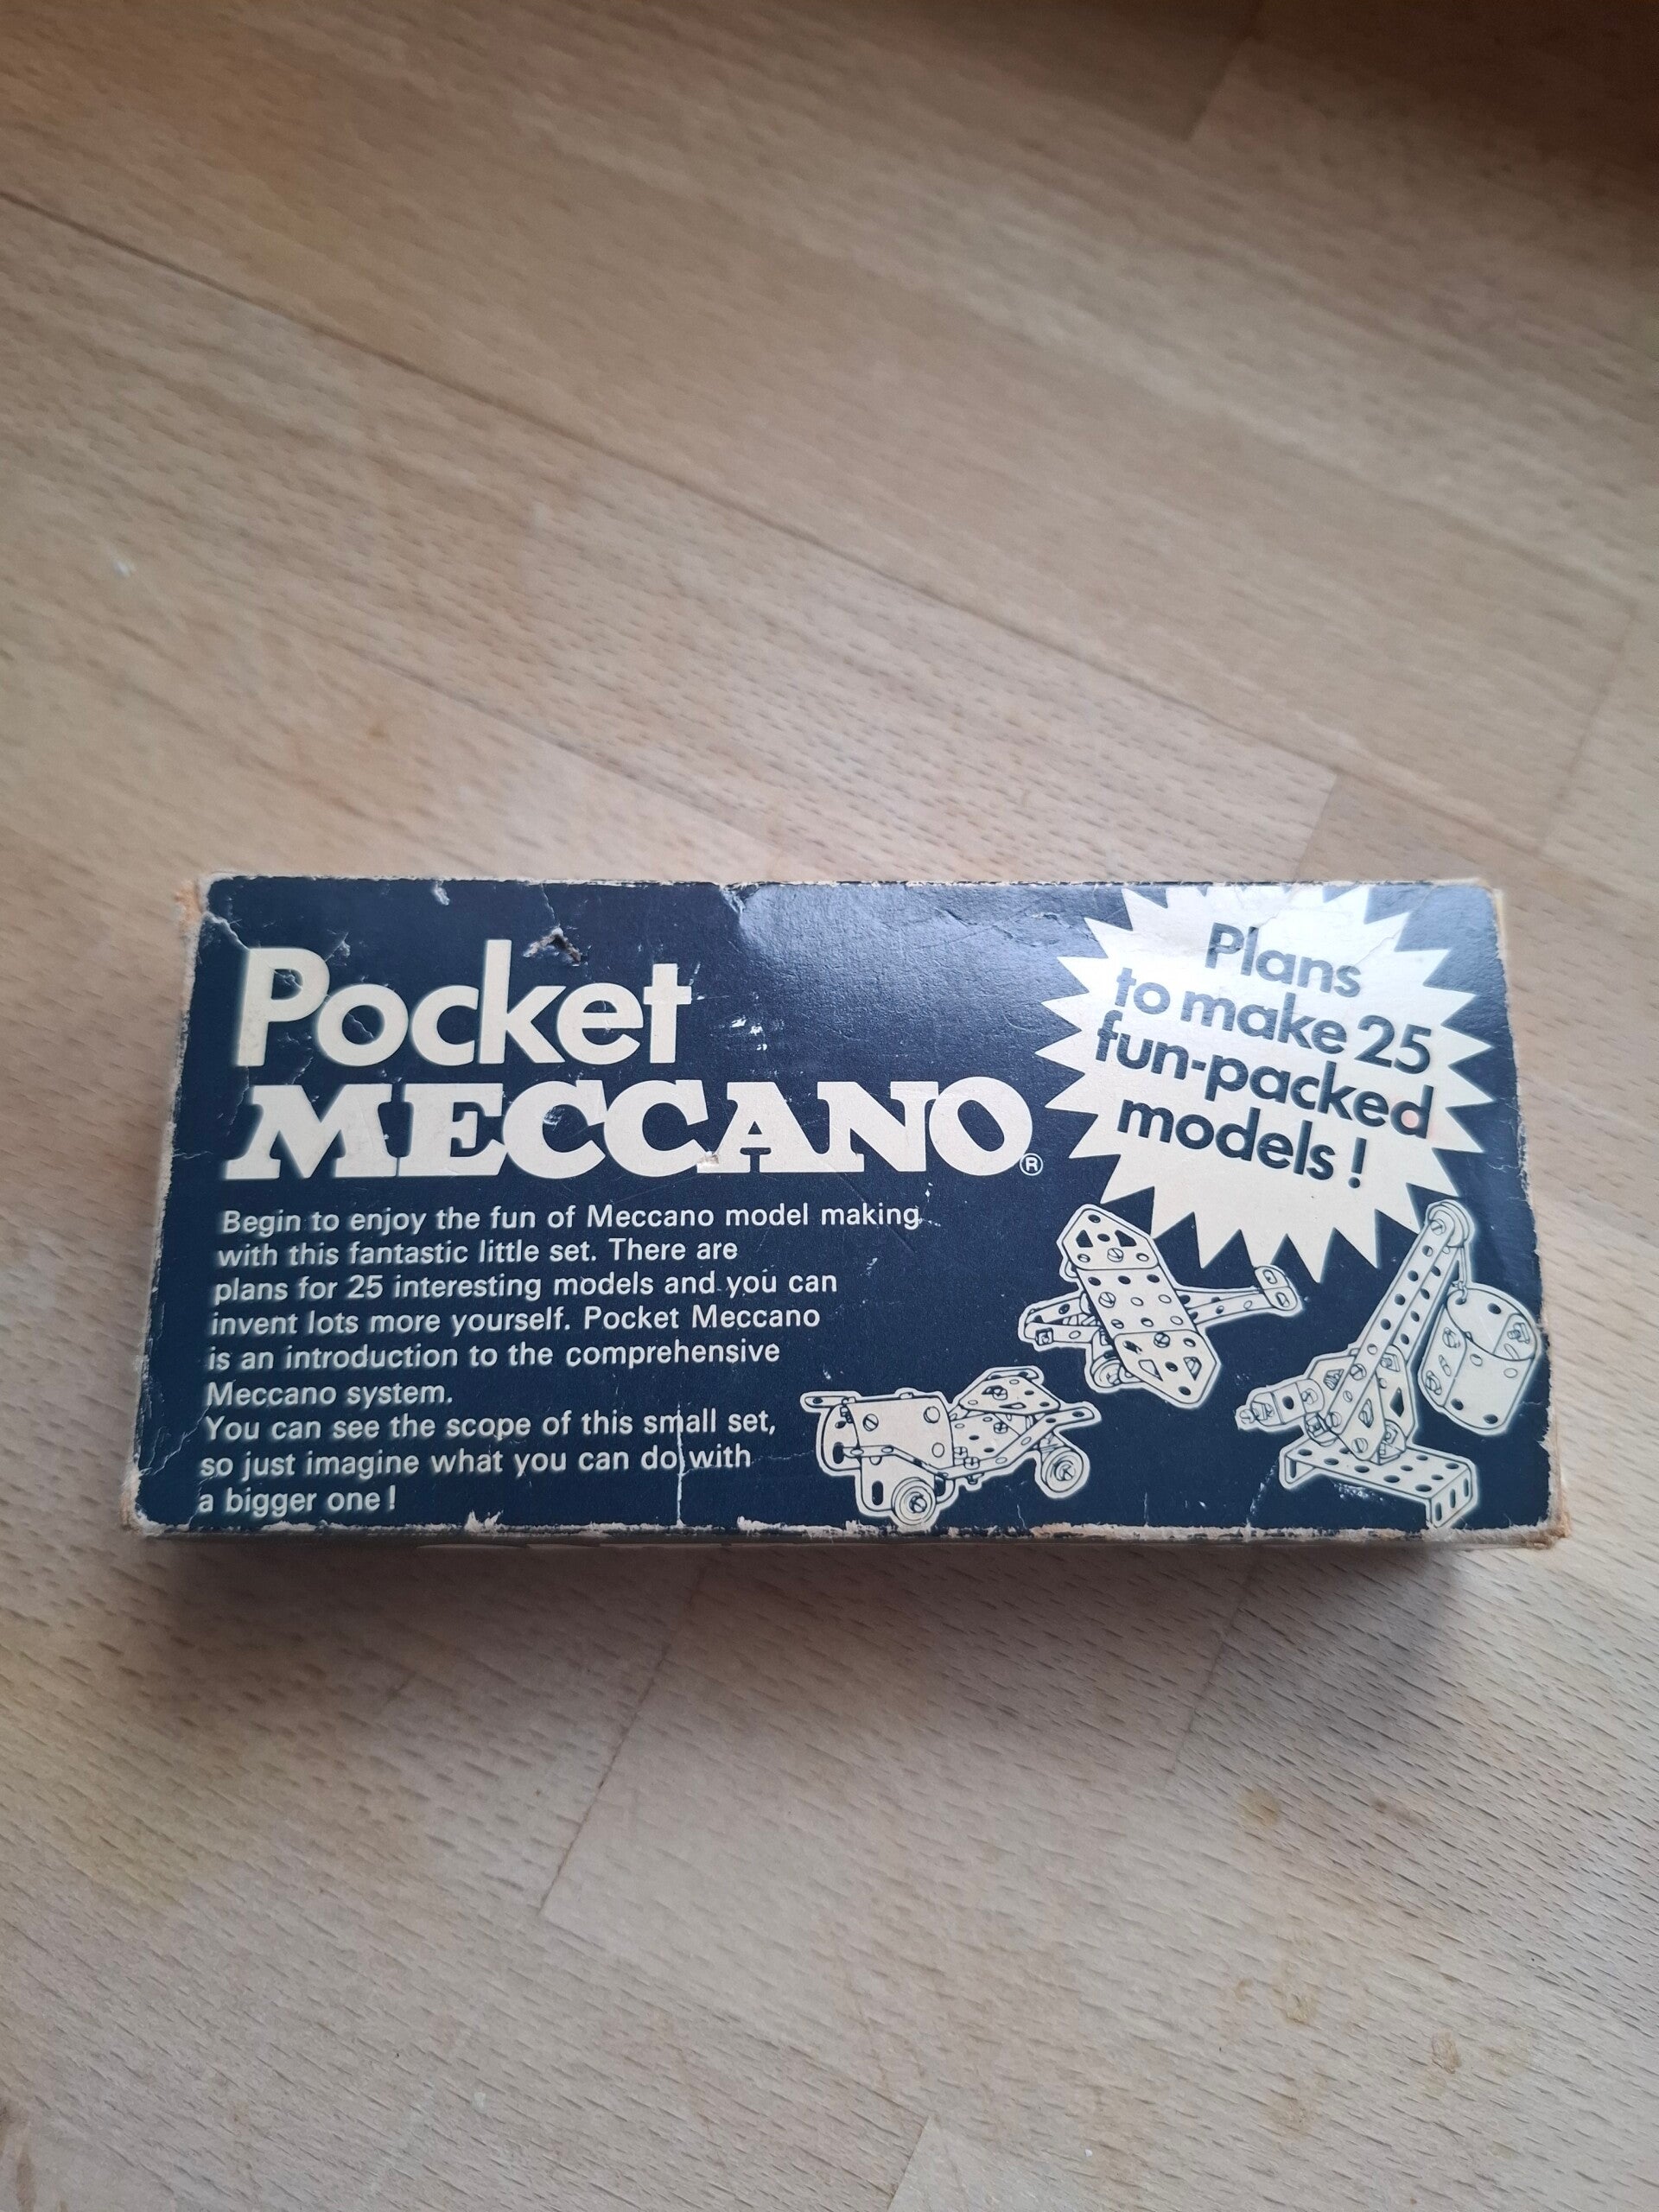 Pocket
MECCANO®
Begin to enjoy the fun of Meccano model making
with this fantastic little set. There are
plans for 25 interesting models and you can
invent lots more yourself. Pocket Meccano
is an introduction to the comprehensive
Meccano system.
You can see the scope of this small set,
so just imagine what you can do with
a bigger one!
Plans
to make 25
fun-packed
models!